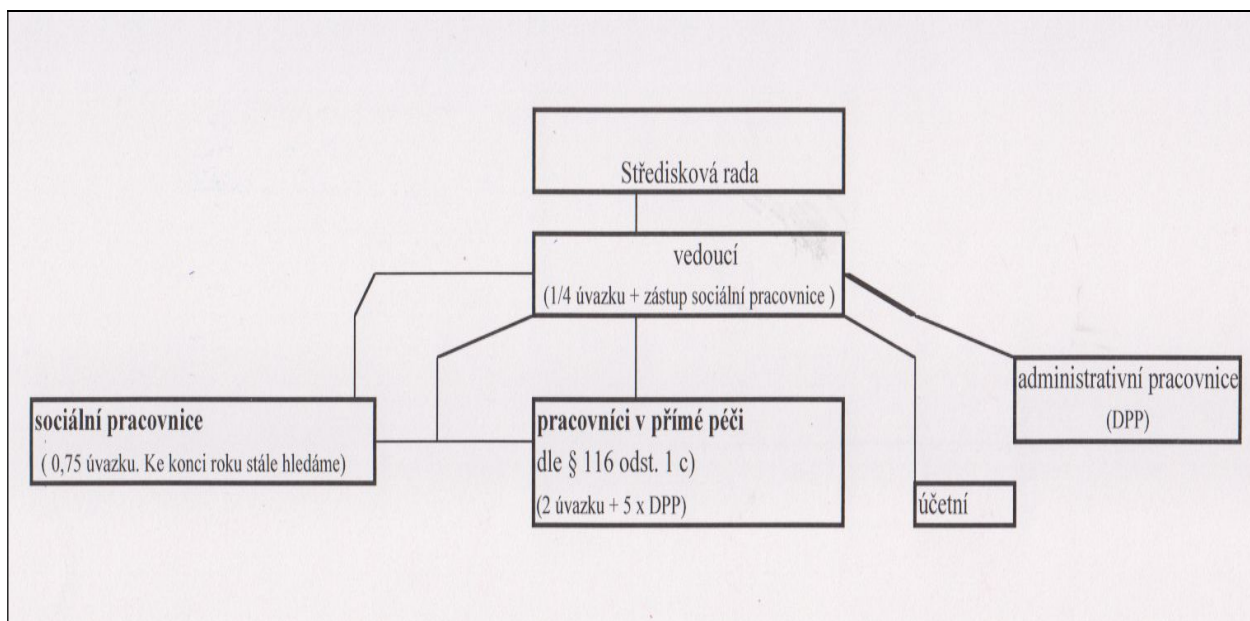 Středisková rada
vedoucí
(1/4 úvazku + zástup sociální pracovnice )
administrativní pracovnice
(DPP)
sociální pracovnice
( 0,75 úvazku. Ke konci roku stále hledáme)
pracovníci v přímé péči
dle § 116 odst. 1 c)
(2 úvazku + 5 x DPP)
účetní